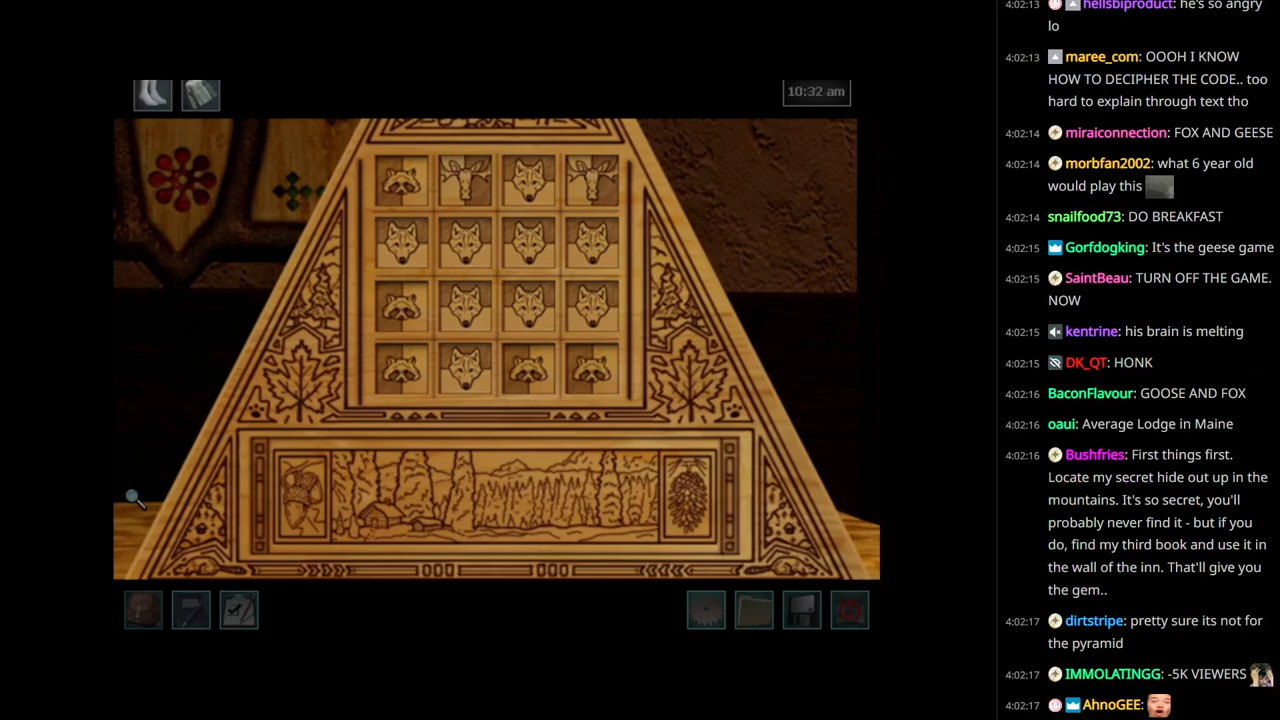 10:32 am
4:02:13 hellsbiproduct: he's so angry
lo
4:02:13 maree_com: OOOH I KNOW
HOW TO DECIPHER THE CODE.. too
hard to explain through text tho
4:02:14 miraiconnection: FOX AND GEESE
4:02:14 morbfan2002: what 6 year old
would play this
4:02:14 snailfood73: DO BREAKFAST
4:02:15 Gorfdogking: It's the geese game
4:02:15 SaintBeau: TURN OFF THE GAME.
NOW
4:02:15 kentrine: his brain is melting
4:02:15 DK_QT: HONK
4:02:16 BaconFlavour: GOOSE AND FOX
4:02:16 oaui: Average Lodge in Maine
4:02:16 Bushfries: First things first.
Locate my secret hide out up in the
mountains. It's so secret, you'll
probably never find it - but if you
do, find my third book and use it in
the wall of the inn. That'll give you
the gem..
4:02:17 dirtstripe: pretty sure its not for
the pyramid
4:02:17 IMMOLATINGG: -5K VIEWERS
4:02:17 AhnoGEE: